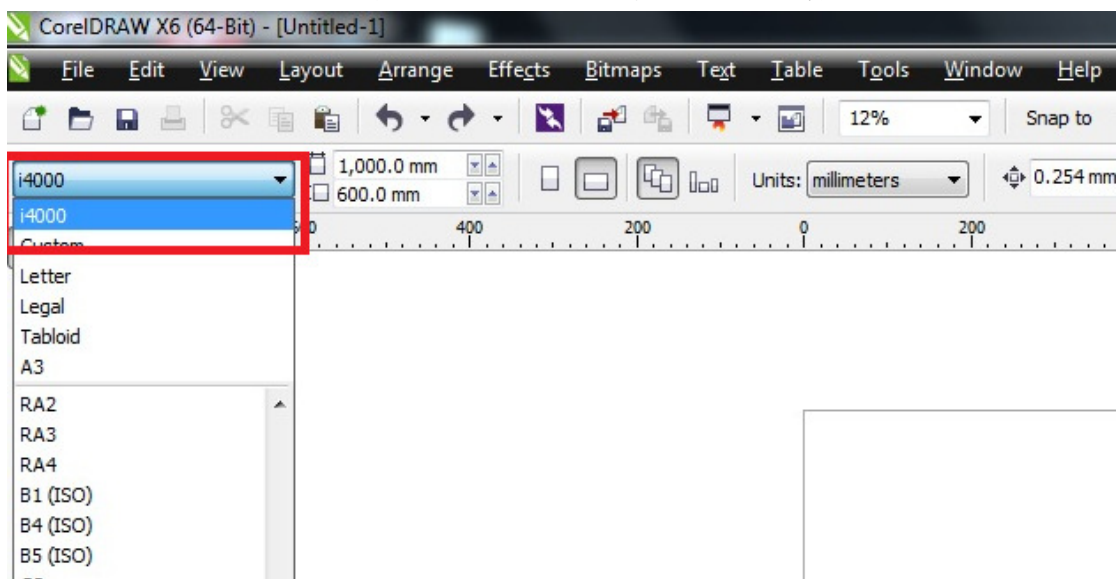 CorelDRAW X6 (64-Bit) - [Untitled-1]
File Edit View Layout Arrange Effects Bitmaps Text Table Tools Window Help
12% Snap to
i4000 1,000.0 mm
600.0 mm Units: millimeters 0.254 mm
i4000
400 200 0 200
Custom
Letter
Legal
Tabloid
A3
RA2
RA3
RA4
B1 (ISO)
B4 (ISO)
B5 (ISO)